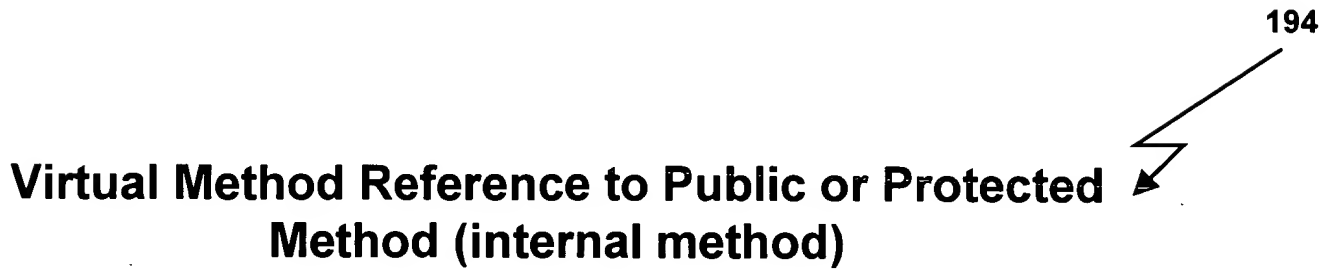 194
Virtual Method Reference to Public or Protected
Method (internal method)